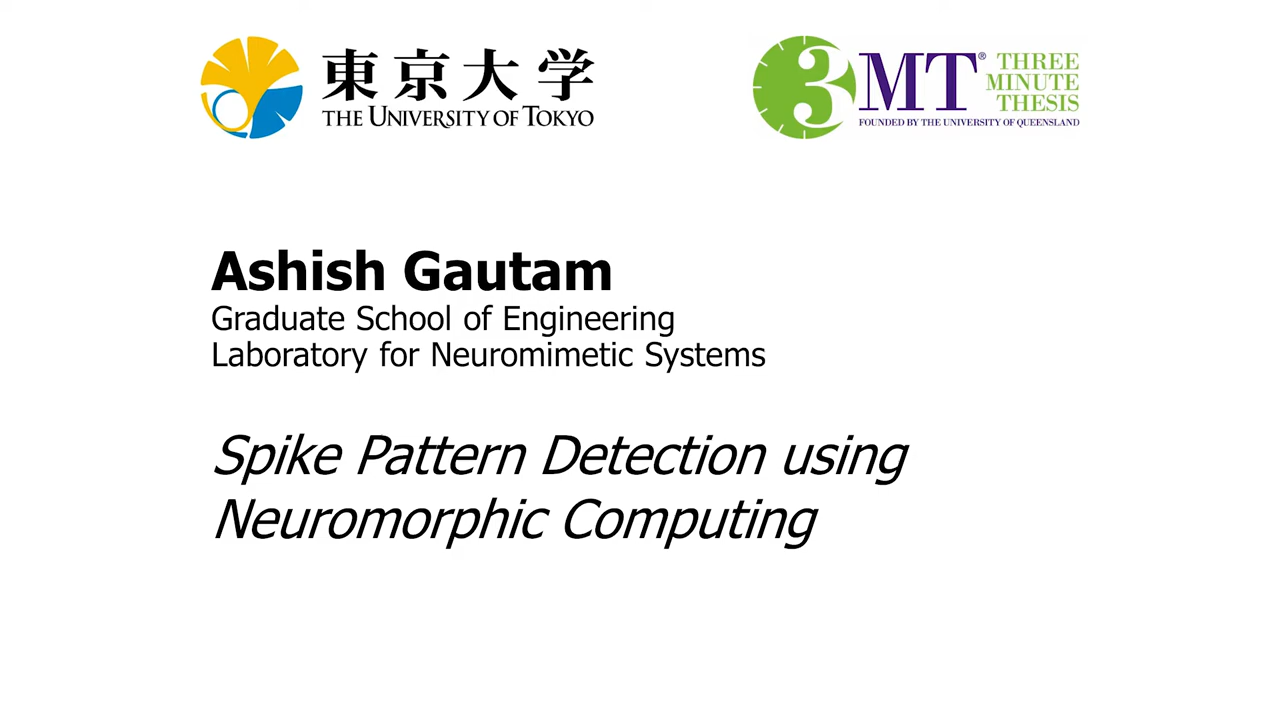 東京大学
THE UNIVERSITY OF TOKYO
3MT® THREE
MINUTE
THESIS
FOUNDED BY THE UNIVERSITY OF QUEENSLAND
Ashish Gautam
Graduate School of Engineering
Laboratory for Neuromimetic Systems
Spike Pattern Detection using
Neuromorphic Computing